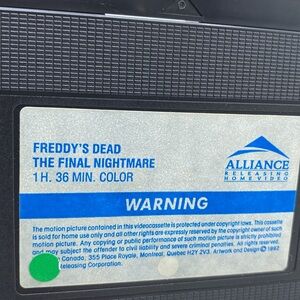 FREDDY'S DEAD
THE FINAL NIGHTMARE
1 H. 36 MIN. COLOR
ALLIANCE
RELEASING
HOME VIDEO
WARNING
The motion picture contained in this videocassette is protected under copyright laws. This cassette
is sold for home use only and all other rights are expressly reserved by the copyright owner of such
motion picture. Any copying or public performance of such motion picture is strictly prohibited
and may subject the offender to civil liability and severe criminal penalties. All rights reserved.
Canada, 355 Place Royale, Montreal, Quebec H2Y 2V3. Artwork and Design © 1992
Releasing Corporation.